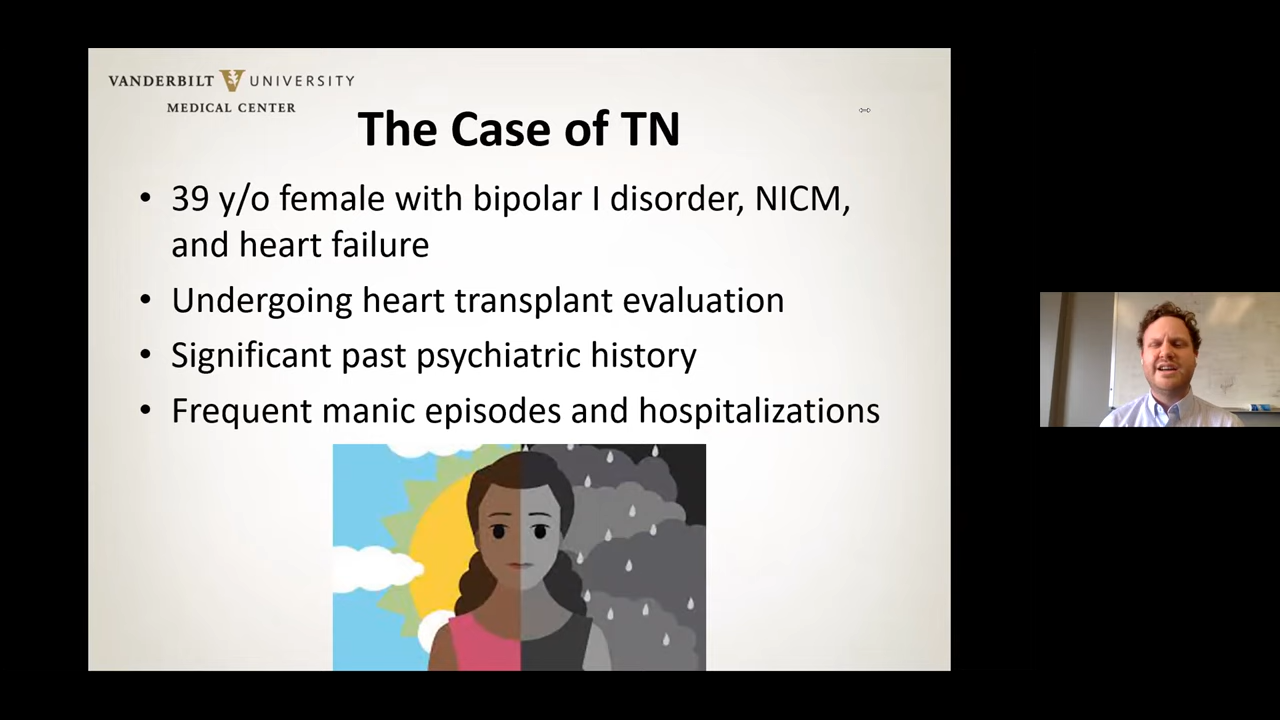 VANDERBILT UNIVERSITY
MEDICAL CENTER
The Case of TN
• 39 y/o female with bipolar I disorder, NICM,
and heart failure
• Undergoing heart transplant evaluation
• Significant past psychiatric history
• Frequent manic episodes and hospitalizations